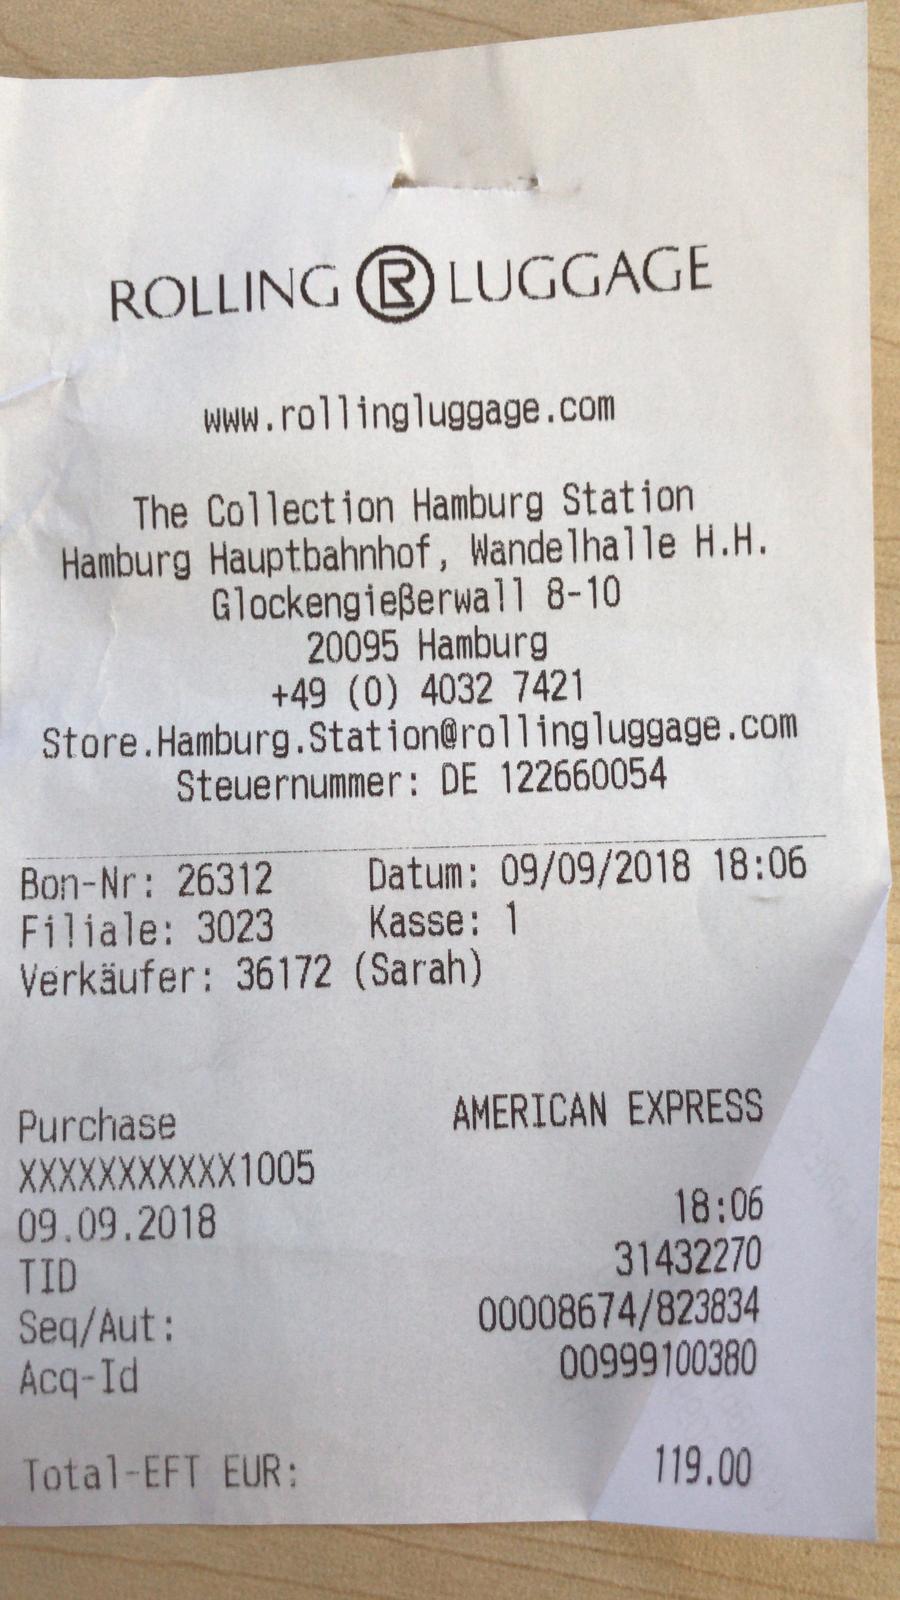 ROLLING R LUGGAGE
www.rollingluggage.com
The Collection Hamburg Station
Hamburg Hauptbahnhof, Wandelhalle H.H.
Glockengießerwall 8-10
20095 Hamburg
+49 (0) 4032 7421
Store.Hamburg.Station@rollingluggage.com
Steuernummer: DE 122660054
Bon-Nr: 26312 Datum: 09/09/2018 18:06
Filiale: 3023 Kasse: 1
Verkäufer: 36172 (Sarah)
Purchase AMERICAN EXPRESS
XXXXXXXXXXX1005
09.09.2018 18:06
TID 31432270
Seq/Aut: 00008674/823834
Acq-Id 00999100380
Total-EFT EUR: 119.00